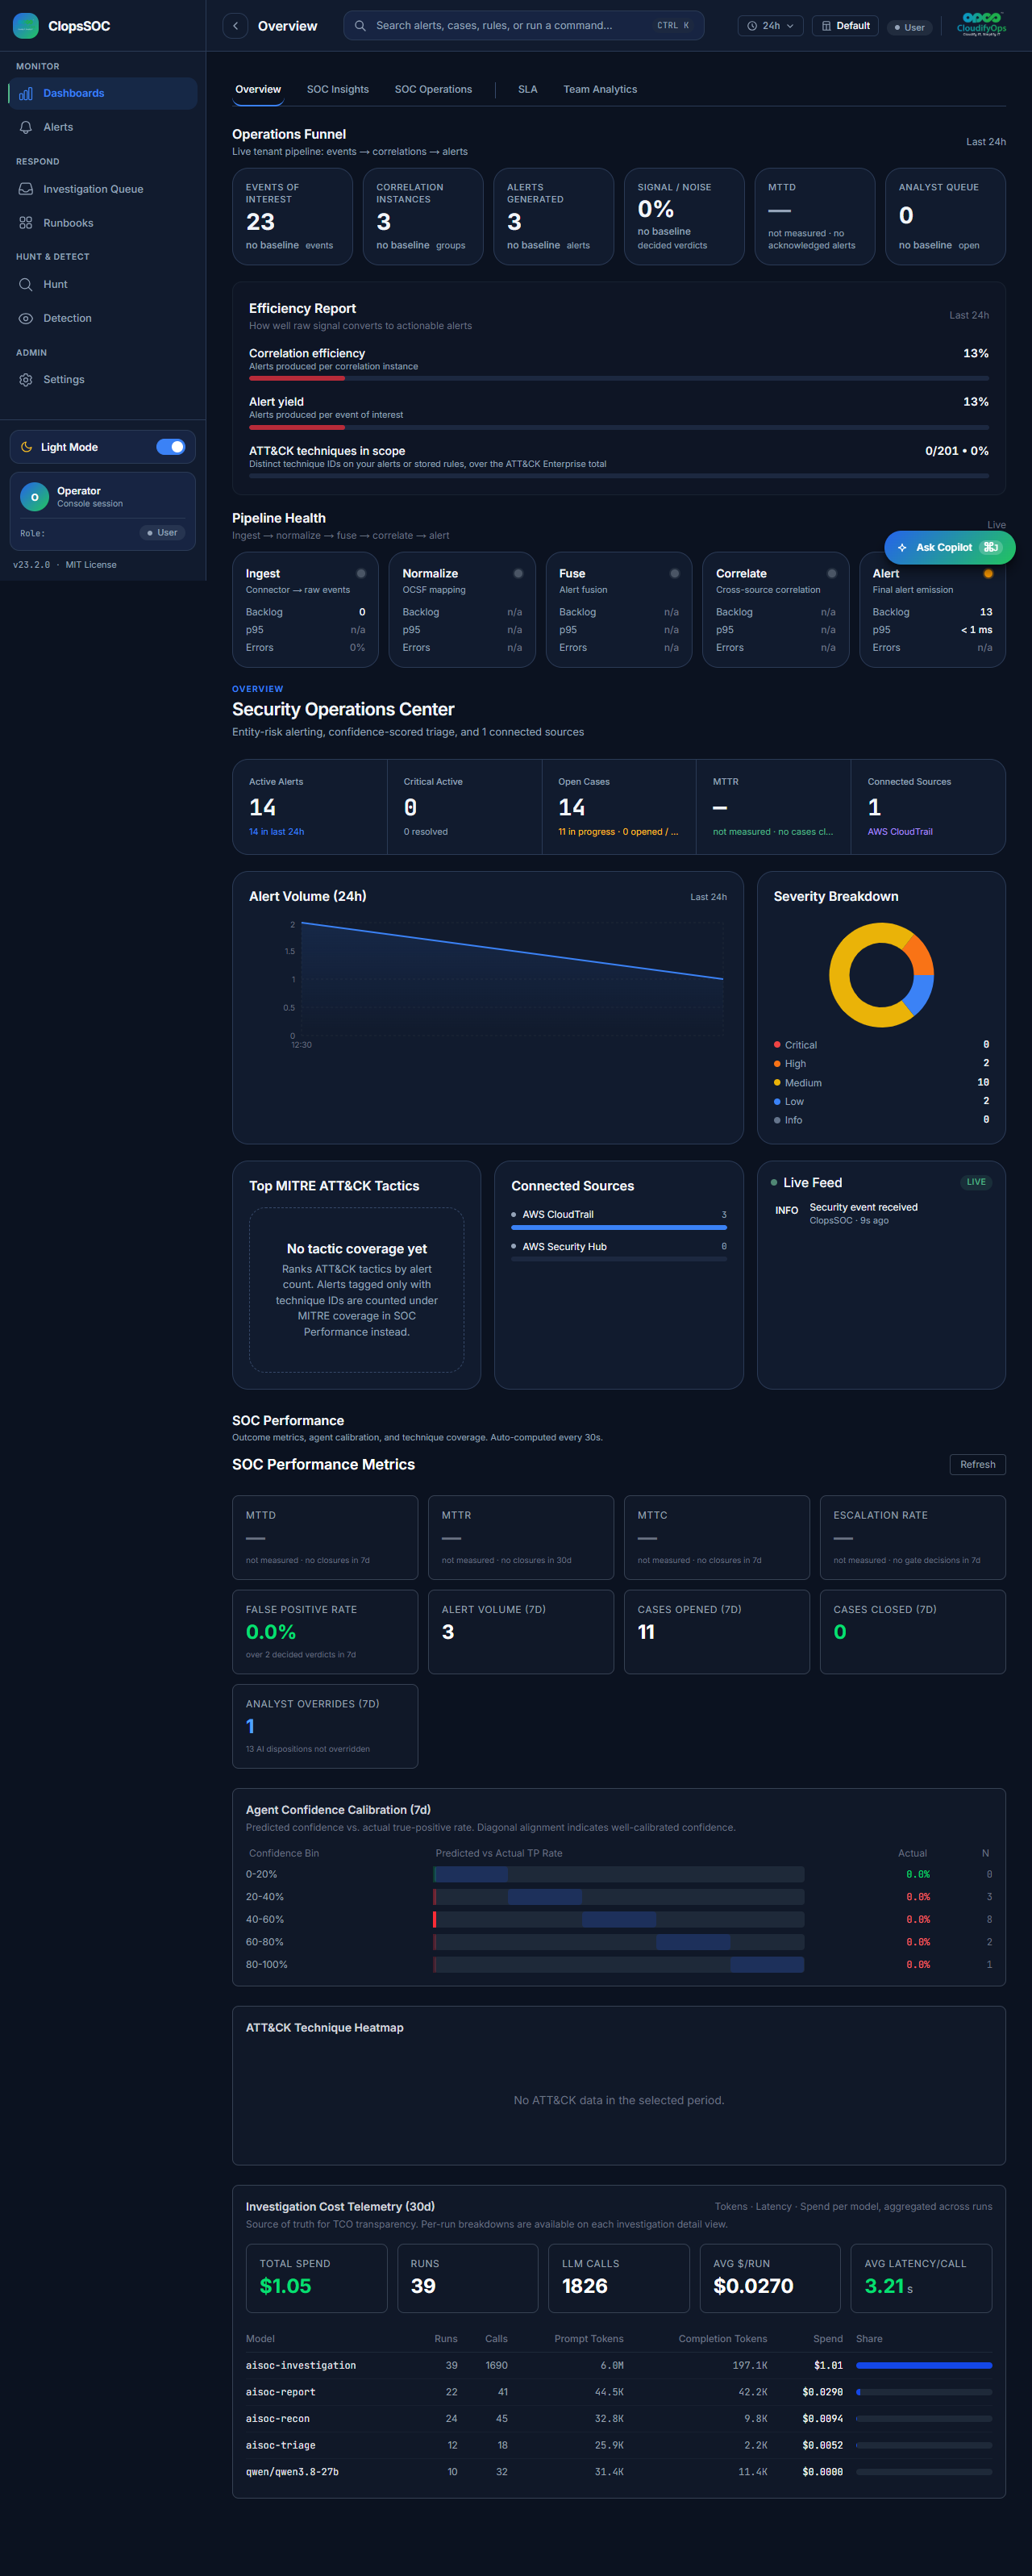 ClopsSOC
Overview
Search alerts, cases, rules, or run a command...
CTRL K
24h
Default
User
CloudifyOps
MONITOR
Dashboards
Alerts
RESPOND
Investigation Queue
Runbooks
HUNT & DETECT
Hunt
Detection
ADMIN
Settings
Light Mode
O
Operator
Console session
Role:
User
v23.2.0 · MIT License
Overview
SOC Insights
SOC Operations
SLA
Team Analytics
Operations Funnel
Live tenant pipeline: events → correlations → alerts
Last 24h
EVENTS OF INTEREST
23
no baseline events
CORRELATION INSTANCES
3
no baseline groups
ALERTS GENERATED
3
no baseline alerts
SIGNAL / NOISE
0%
no baseline
decided verdicts
MTTD
—
not measured · no acknowledged alerts
ANALYST QUEUE
0
no baseline open
Efficiency Report
How well raw signal converts to actionable alerts
Last 24h
Correlation efficiency
13%
Alerts produced per correlation instance
Alert yield
13%
Alerts produced per event of interest
ATT&CK techniques in scope
0/201 • 0%
Distinct technique IDs on your alerts or stored rules, over the ATT&CK Enterprise total
Pipeline Health
Ingest → normalize → fuse → correlate → alert
Live
Ask Copilot ⌘J
Ingest
Connector → raw events
Backlog 0
p95 n/a
Errors 0%
Normalize
OCSF mapping
Backlog n/a
p95 n/a
Errors n/a
Fuse
Alert fusion
Backlog n/a
p95 n/a
Errors n/a
Correlate
Cross-source correlation
Backlog n/a
p95 n/a
Errors n/a
Alert
Final alert emission
Backlog 13
p95 < 1 ms
Errors n/a
OVERVIEW
Security Operations Center
Entity-risk alerting, confidence-scored triage, and 1 connected sources
Active Alerts
14
14 in last 24h
Critical Active
0
0 resolved
Open Cases
14
11 in progress · 0 opened / ...
MTTR
—
not measured · no cases cl...
Connected Sources
1
AWS CloudTrail
Alert Volume (24h)
Last 24h
2
1.5
1
0.5
0
12:30
Severity Breakdown
Critical 0
High 2
Medium 10
Low 2
Info 0
Top MITRE ATT&CK Tactics
No tactic coverage yet
Ranks ATT&CK tactics by alert
count. Alerts tagged only with
technique IDs are counted under
MITRE coverage in SOC
Performance instead.
Connected Sources
AWS CloudTrail 3
AWS Security Hub 0
Live Feed
LIVE
INFO
Security event received
ClopsSOC · 9s ago
SOC Performance
Outcome metrics, agent calibration, and technique coverage. Auto-computed every 30s.
SOC Performance Metrics
Refresh
MTTD
—
not measured · no closures in 7d
MTTR
—
not measured · no closures in 30d
MTTC
—
not measured · no closures in 7d
ESCALATION RATE
—
not measured · no gate decisions in 7d
FALSE POSITIVE RATE
0.0%
over 2 decided verdicts in 7d
ALERT VOLUME (7D)
3
CASES OPENED (7D)
11
CASES CLOSED (7D)
0
ANALYST OVERRIDES (7D)
1
13 AI dispositions not overridden
Agent Confidence Calibration (7d)
Predicted confidence vs. actual true-positive rate. Diagonal alignment indicates well-calibrated confidence.
Confidence Bin Predicted vs Actual TP Rate Actual N
0-20% 0.0% 0
20-40% 0.0% 3
40-60% 0.0% 8
60-80% 0.0% 2
80-100% 0.0% 1
ATT&CK Technique Heatmap
No ATT&CK data in the selected period.
Investigation Cost Telemetry (30d)
Tokens · Latency · Spend per model, aggregated across runs
Source of truth for TCO transparency. Per-run breakdowns are available on each investigation detail view.
TOTAL SPEND
$1.05
RUNS
39
LLM CALLS
1826
AVG $/RUN
$0.0270
AVG LATENCY/CALL
3.21 s
Model Runs Calls Prompt Tokens Completion Tokens Spend Share
aisoc-investigation 39 1690 6.0M 197.1K $1.01
aisoc-report 22 41 44.5K 42.2K $0.0290
aisoc-recon 24 45 32.8K 9.8K $0.0094
aisoc-triage 12 18 25.9K 2.2K $0.0052
qwen/qwen3.8-27b 10 32 31.4K 11.4K $0.0000